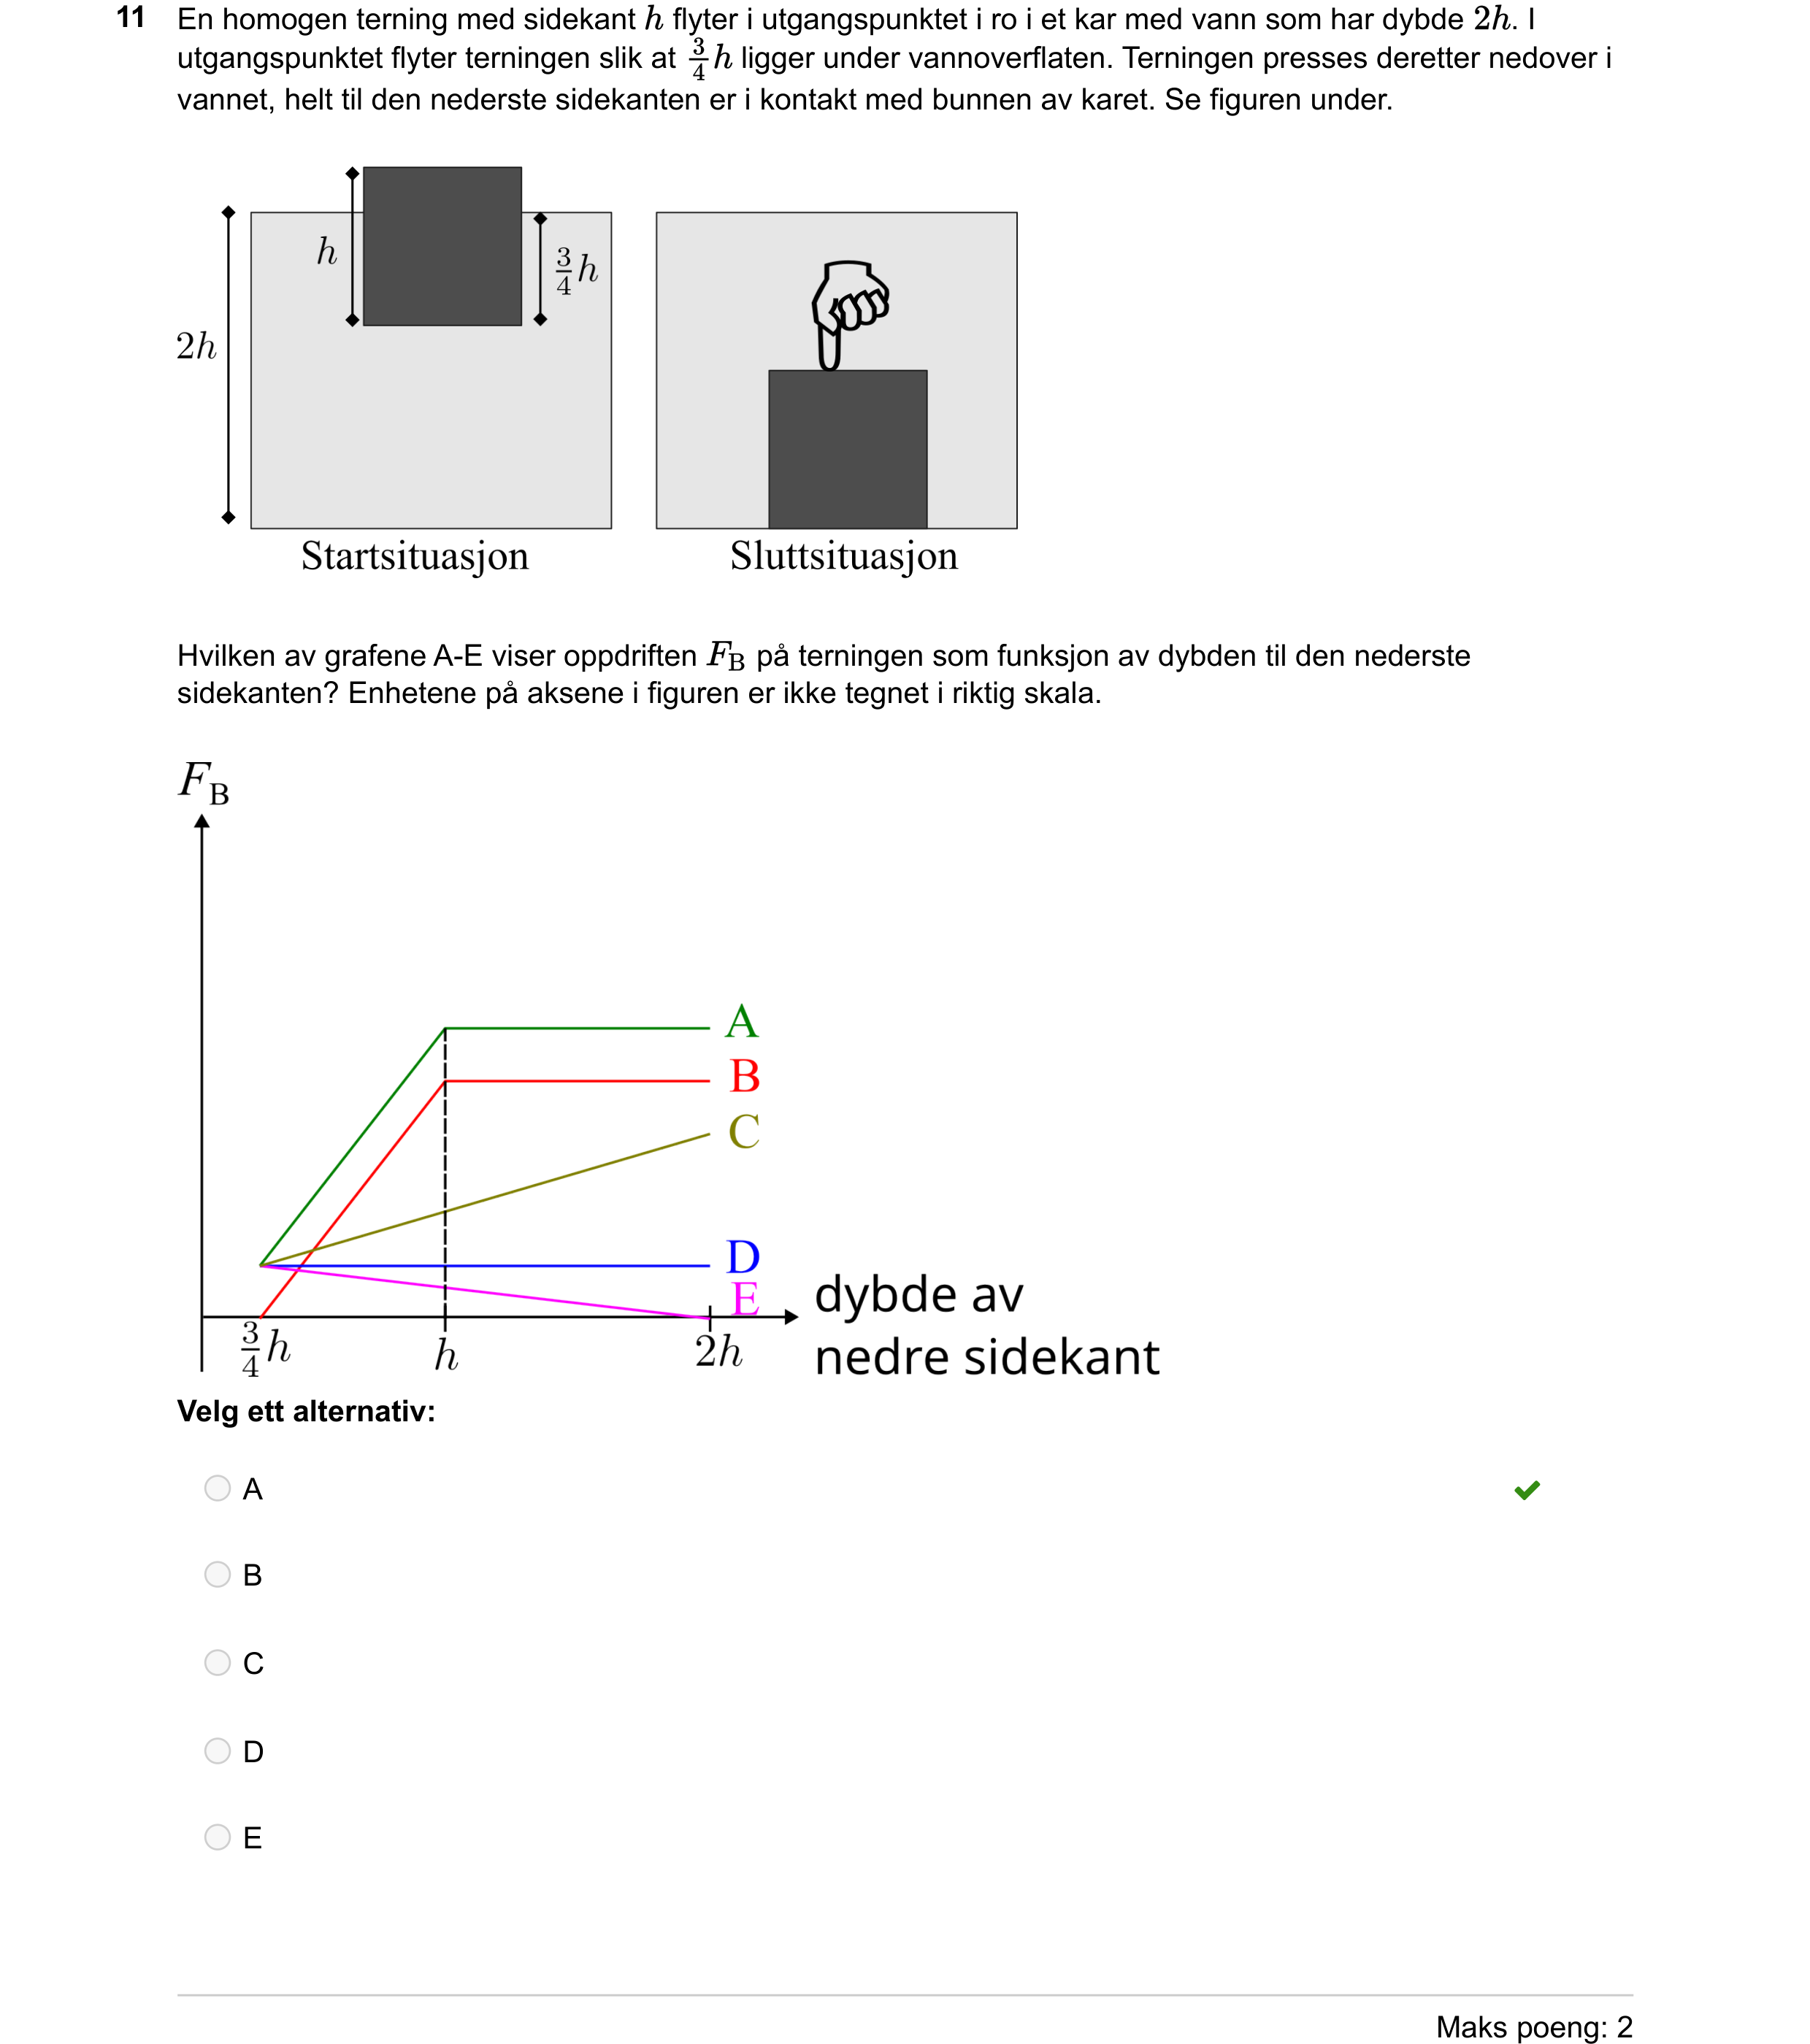 11 En homogen terning med sidekant h flyter i utgangspunktet i ro i et kar med vann som har dybde 2h. I
utgangspunktet flyter terningen slik at 3/4 h ligger under vannoverflaten. Terningen presses deretter nedover i
vannet, helt til den nederste sidekanten er i kontakt med bunnen av karet. Se figuren under.
h
3/4 h
2h
Startsituasjon
Sluttsituasjon
Hvilken av grafene A-E viser oppdriften F_B på terningen som funksjon av dybden til den nederste
sidekanten? Enhetene på aksene i figuren er ikke tegnet i riktig skala.
F_B
A
B
C
D
E
3/4 h
h
2h
dybde av
nedre sidekant
Velg ett alternativ:
A
B
C
D
E
Maks poeng: 2